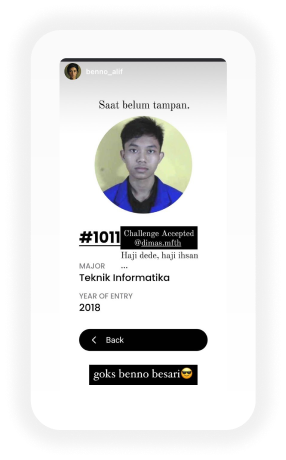 benno_alif
Saat belum tampan.
#1011
Challenge Accepted
@dimas.mfth
Haji dede, haji ihsan
...
MAJOR
Teknik Informatika
YEAR OF ENTRY
2018
Back
goks benno besari😎